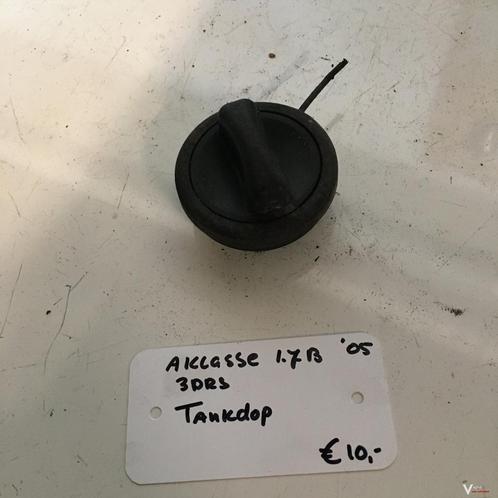 AKLASSE 1.7B '05
3DRS
Tankdop
€10,-